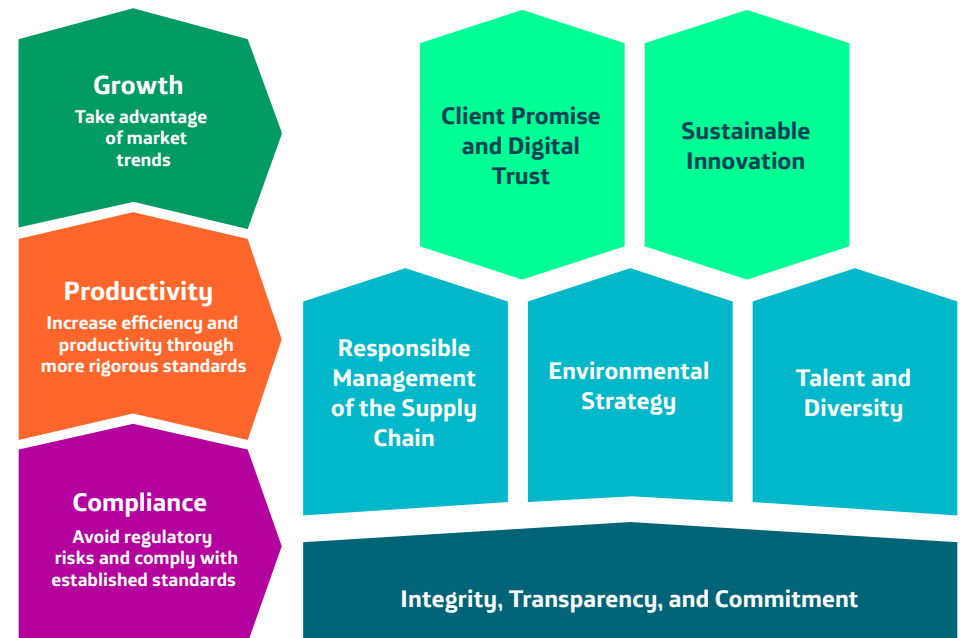 Growth
Take advantage
of market
trends
Client Promise
and Digital
Trust
Sustainable
Innovation
Productivity
Increase efficiency and
productivity through
more rigorous standards
Responsible
Management
of the Supply
Chain
Environmental
Strategy
Talent and
Diversity
Compliance
Avoid regulatory
risks and comply with
established standards
Integrity, Transparency, and Commitment